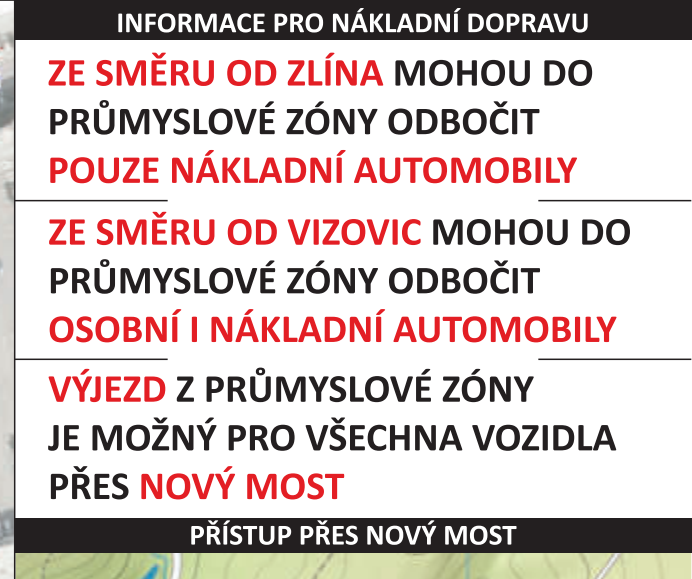 INFORMACE PRO NÁKLADNÍ DOPRAVU
ZE SMĚRU OD ZLÍNA MOHOU DO
PRŮMYSLOVÉ ZÓNY ODBOČIT
POUZE NÁKLADNÍ AUTOMOBILY
ZE SMĚRU OD VIZOVIC MOHOU DO
PRŮMYSLOVÉ ZÓNY ODBOČIT
OSOBNÍ I NÁKLADNÍ AUTOMOBILY
VÝJEZD Z PRŮMYSLOVÉ ZÓNY
JE MOŽNÝ PRO VŠECHNA VOZIDLA
PŘES NOVÝ MOST
PŘÍSTUP PŘES NOVÝ MOST